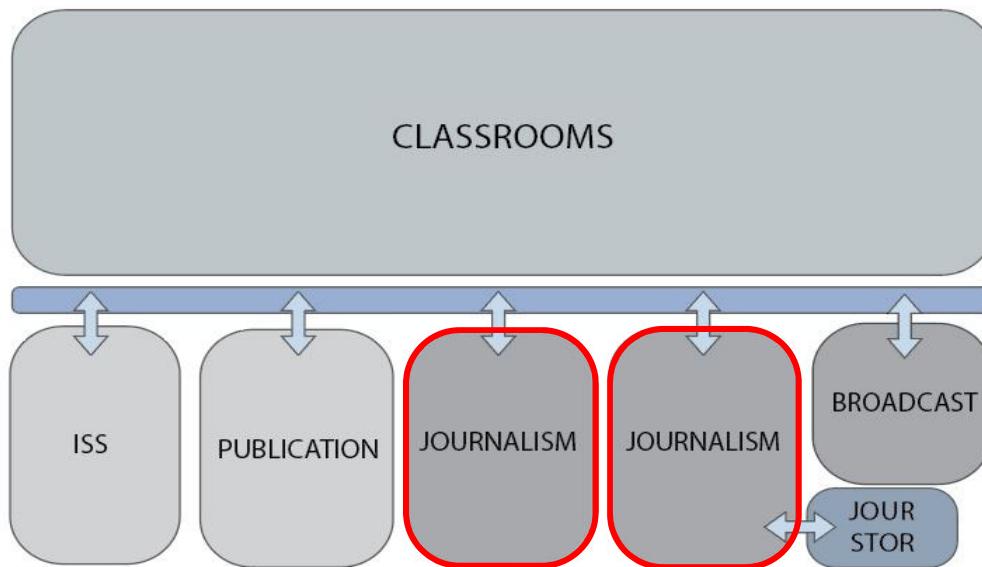 CLASSROOMS
ISS
PUBLICATION
JOURNALISM
JOURNALISM
BROADCAST
JOUR
STOR